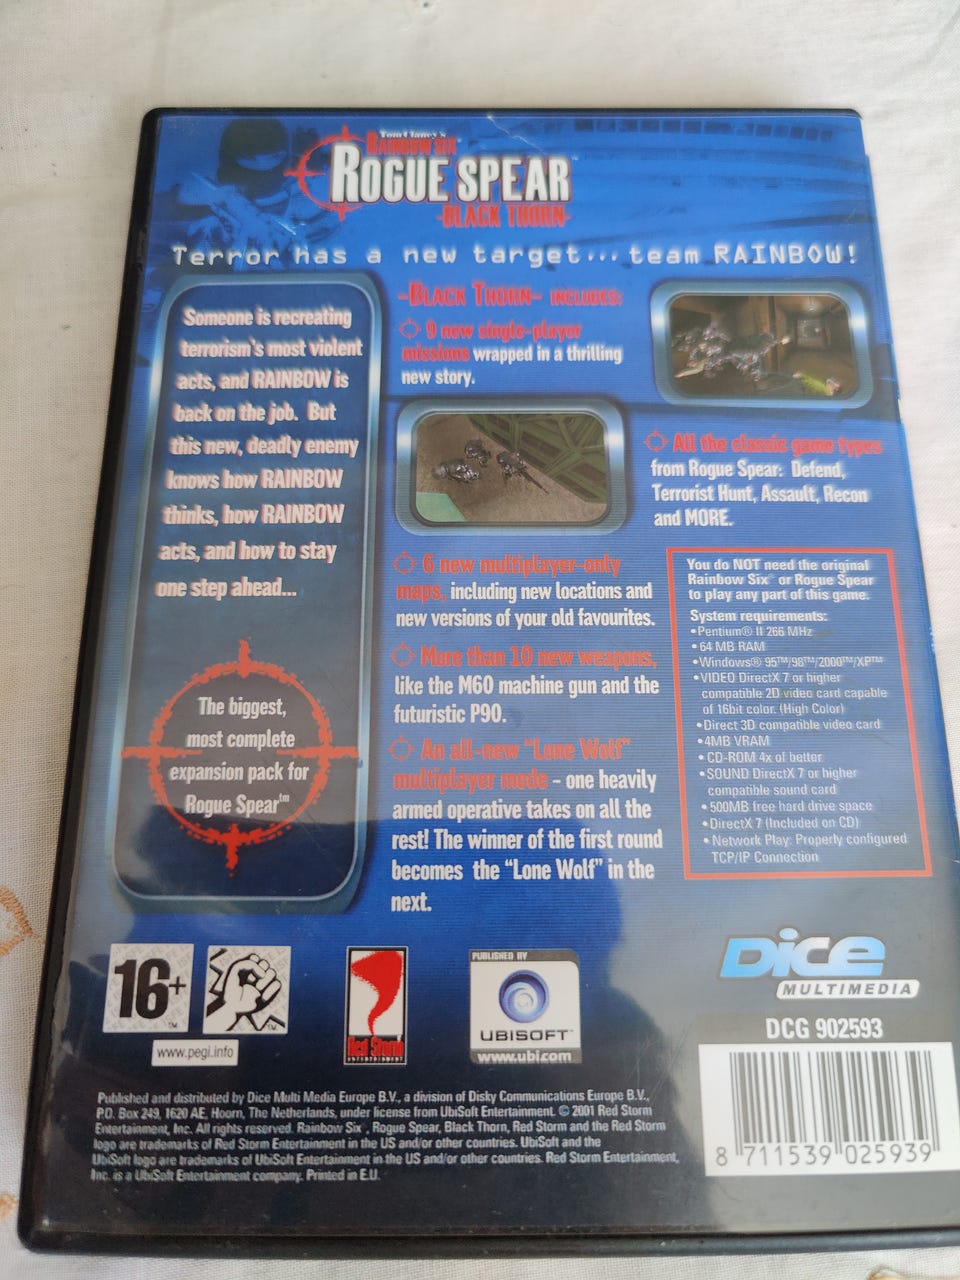 Tom Clancy's
RAINBOW SIX
ROGUE SPEAR™
-BLACK THORN-
Terror has a new target...team RAINBOW!
Someone is recreating
terrorism's most violent
acts, and RAINBOW is
back on the job. But
this new, deadly enemy
knows how RAINBOW
thinks, how RAINBOW
acts, and how to stay
one step ahead...
The biggest,
most complete
expansion pack for
Rogue Spear™
-BLACK THORN- INCLUDES:
9 new single-player
missions wrapped in a thrilling
new story.
All the classic game types
from Rogue Spear: Defend,
Terrorist Hunt, Assault, Recon
and MORE.
6 new multiplayer-only
maps, including new locations and
new versions of your old favourites.
More than 10 new weapons,
like the M60 machine gun and the
futuristic P90.
An all-new "Lone Wolf"
multiplayer mode - one heavily
armed operative takes on all the
rest! The winner of the first round
becomes the "Lone Wolf" in the
next.
You do NOT need the original
Rainbow Six™ or Rogue Spear
to play any part of this game.
System requirements:
•Pentium® II 266 MHz
•64 MB RAM
•Windows® 95™/98™/2000™/XP™
•VIDEO DirectX 7 or higher
compatible 2D video card capable
of 16bit color. (High Color)
•Direct 3D compatible video card
•4MB VRAM
•CD-ROM 4x of better
•SOUND DirectX 7 or higher
compatible sound card
•500MB free hard drive space
•DirectX 7 (Included on CD)
•Network Play: Properly configured
TCP/IP Connection
16+™
™
www.pegi.info
Red Storm
ENTERTAINMENT
PUBLISHED BY
UBISOFT™
www.ubi.com
Dice
MULTIMEDIA
DCG 902593
8 711539 025939
Published and distributed by Dice Multi Media Europe B.V., a division of Disky Communications Europe B.V.,
P.O. Box 249, 1620 AE, Hoorn, The Netherlands, under license from UbiSoft Entertainment. © 2001 Red Storm
Entertainment, Inc. All rights reserved. Rainbow Six, Rogue Spear, Black Thorn, Red Storm and the Red Storm
logo are trademarks of Red Storm Entertainment in the US and/or other countries. UbiSoft and the
UbiSoft logo are trademarks of UbiSoft Entertainment in the US and/or other countries. Red Storm Entertainment,
Inc. is a UbiSoft Entertainment company. Printed in E.U.